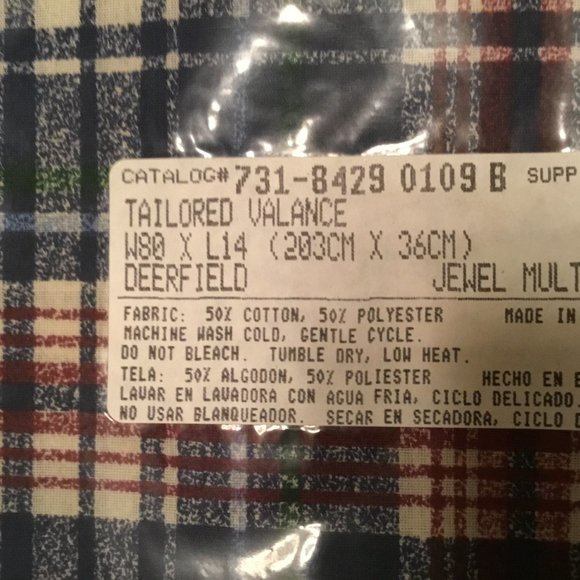 CATALOG# 731-8429 0109 B SUPP
TAILORED VALANCE
W80 X L14 (203CM X 36CM)
DEERFIELD JEWEL MULT
FABRIC: 50% COTTON, 50% POLYESTER MADE IN
MACHINE WASH COLD, GENTLE CYCLE.
DO NOT BLEACH. TUMBLE DRY, LOW HEAT.
TELA: 50% ALGODON, 50% POLIESTER HECHO EN E
LAVAR EN LAVADORA CON AGUA FRIA, CICLO DELICADO.
NO USAR BLANQUEADOR. SECAR EN SECADORA, CICLO D